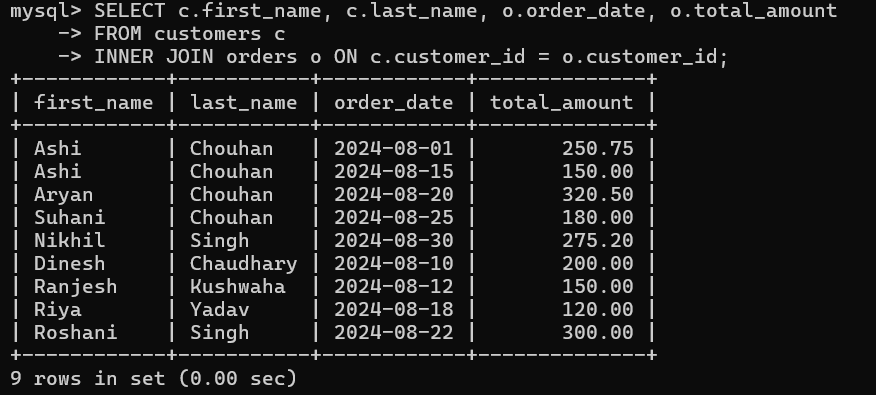 mysql> SELECT c.first_name, c.last_name, o.order_date, o.total_amount
    -> FROM customers c
    -> INNER JOIN orders o ON c.customer_id = o.customer_id;
+------------+-----------+------------+--------------+
| first_name | last_name | order_date | total_amount |
+------------+-----------+------------+--------------+
| Ashi       | Chouhan   | 2024-08-01 |       250.75 |
| Ashi       | Chouhan   | 2024-08-15 |       150.00 |
| Aryan      | Chouhan   | 2024-08-20 |       320.50 |
| Suhani     | Chouhan   | 2024-08-25 |       180.00 |
| Nikhil     | Singh     | 2024-08-30 |       275.20 |
| Dinesh     | Chaudhary | 2024-08-10 |       200.00 |
| Ranjesh    | Kushwaha  | 2024-08-12 |       150.00 |
| Riya       | Yadav     | 2024-08-18 |       120.00 |
| Roshani    | Singh     | 2024-08-22 |       300.00 |
+------------+-----------+------------+--------------+
9 rows in set (0.00 sec)